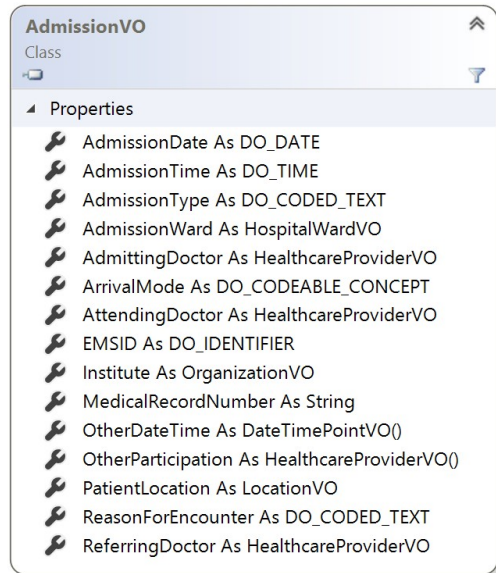 AdmissionVO
Class
Properties
AdmissionDate As DO_DATE
AdmissionTime As DO_TIME
AdmissionType As DO_CODED_TEXT
AdmissionWard As HospitalWardVO
AdmittingDoctor As HealthcareProviderVO
ArrivalMode As DO_CODEABLE_CONCEPT
AttendingDoctor As HealthcareProviderVO
EMSID As DO_IDENTIFIER
Institute As OrganizationVO
MedicalRecordNumber As String
OtherDateTime As DateTimePointVO()
OtherParticipation As HealthcareProviderVO()
PatientLocation As LocationVO
ReasonForEncounter As DO_CODED_TEXT
ReferringDoctor As HealthcareProviderVO